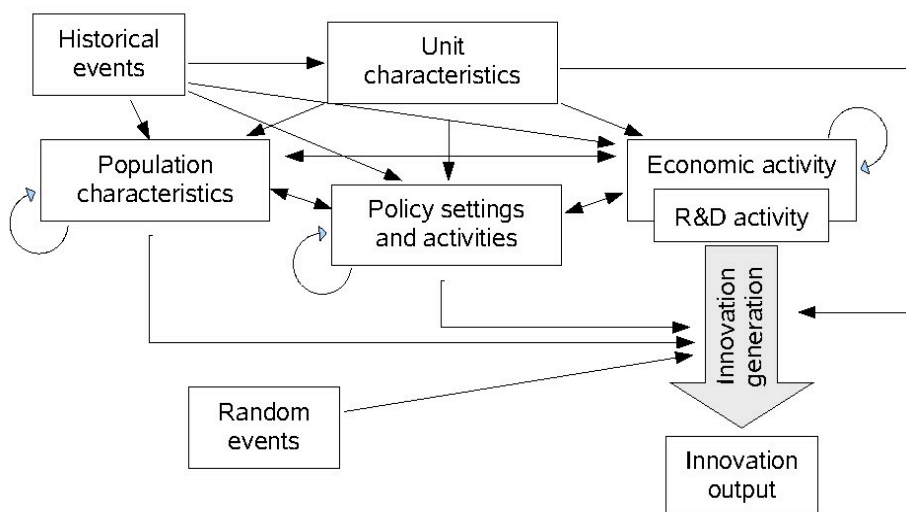 Historical
events
Unit
characteristics
Population
characteristics
Policy settings
and activities
Economic activity
R&D activity
Innovation
generation
Random
events
Innovation
output